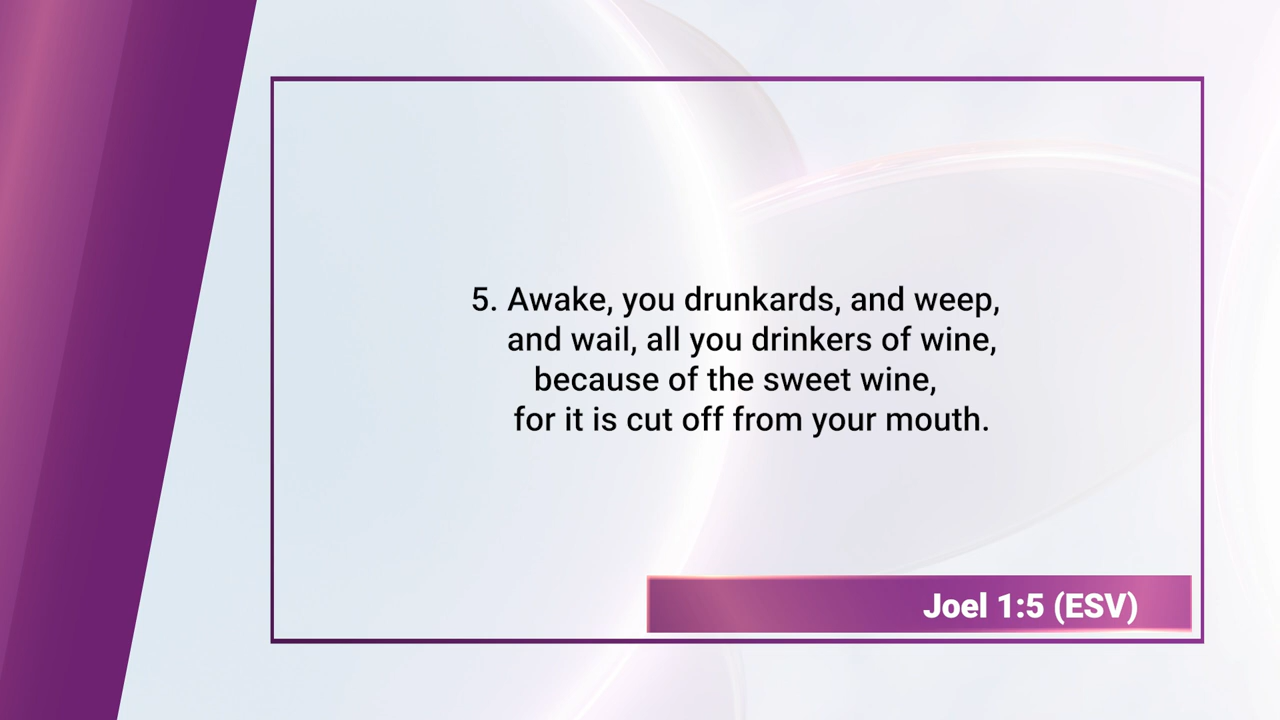 5. Awake, you drunkards, and weep,
and wail, all you drinkers of wine,
because of the sweet wine,
for it is cut off from your mouth.
Joel 1:5 (ESV)